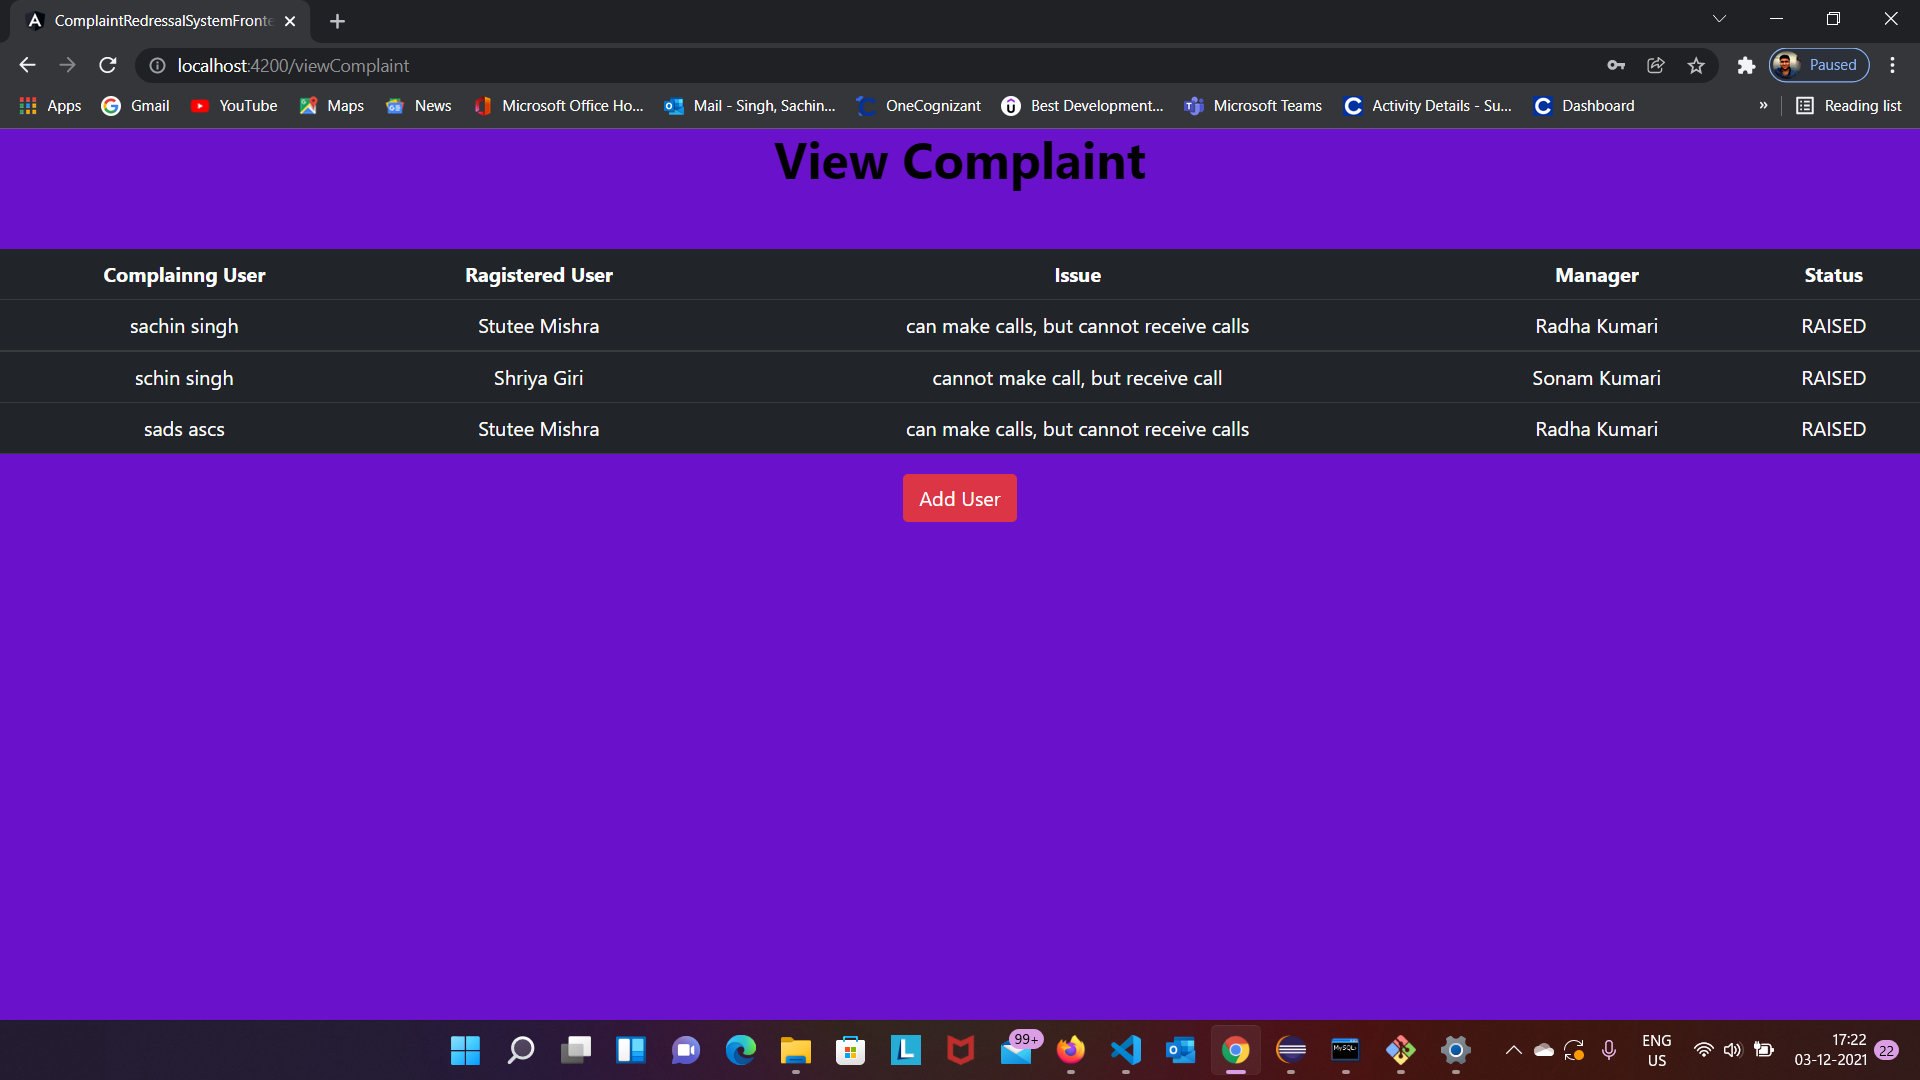 ComplaintRedressalSystemFronte
localhost:4200/viewComplaint
Paused
Apps Gmail YouTube Maps News Microsoft Office Ho... Mail - Singh, Sachin... OneCognizant Best Development... Microsoft Teams Activity Details - Su... Dashboard » Reading list
View Complaint
Complainng User Ragistered User Issue Manager Status
sachin singh Stutee Mishra can make calls, but cannot receive calls Radha Kumari RAISED
schin singh Shriya Giri cannot make call, but receive call Sonam Kumari RAISED
sads ascs Stutee Mishra can make calls, but cannot receive calls Radha Kumari RAISED
Add User
99+
ENG
US
17:22
03-12-2021
22